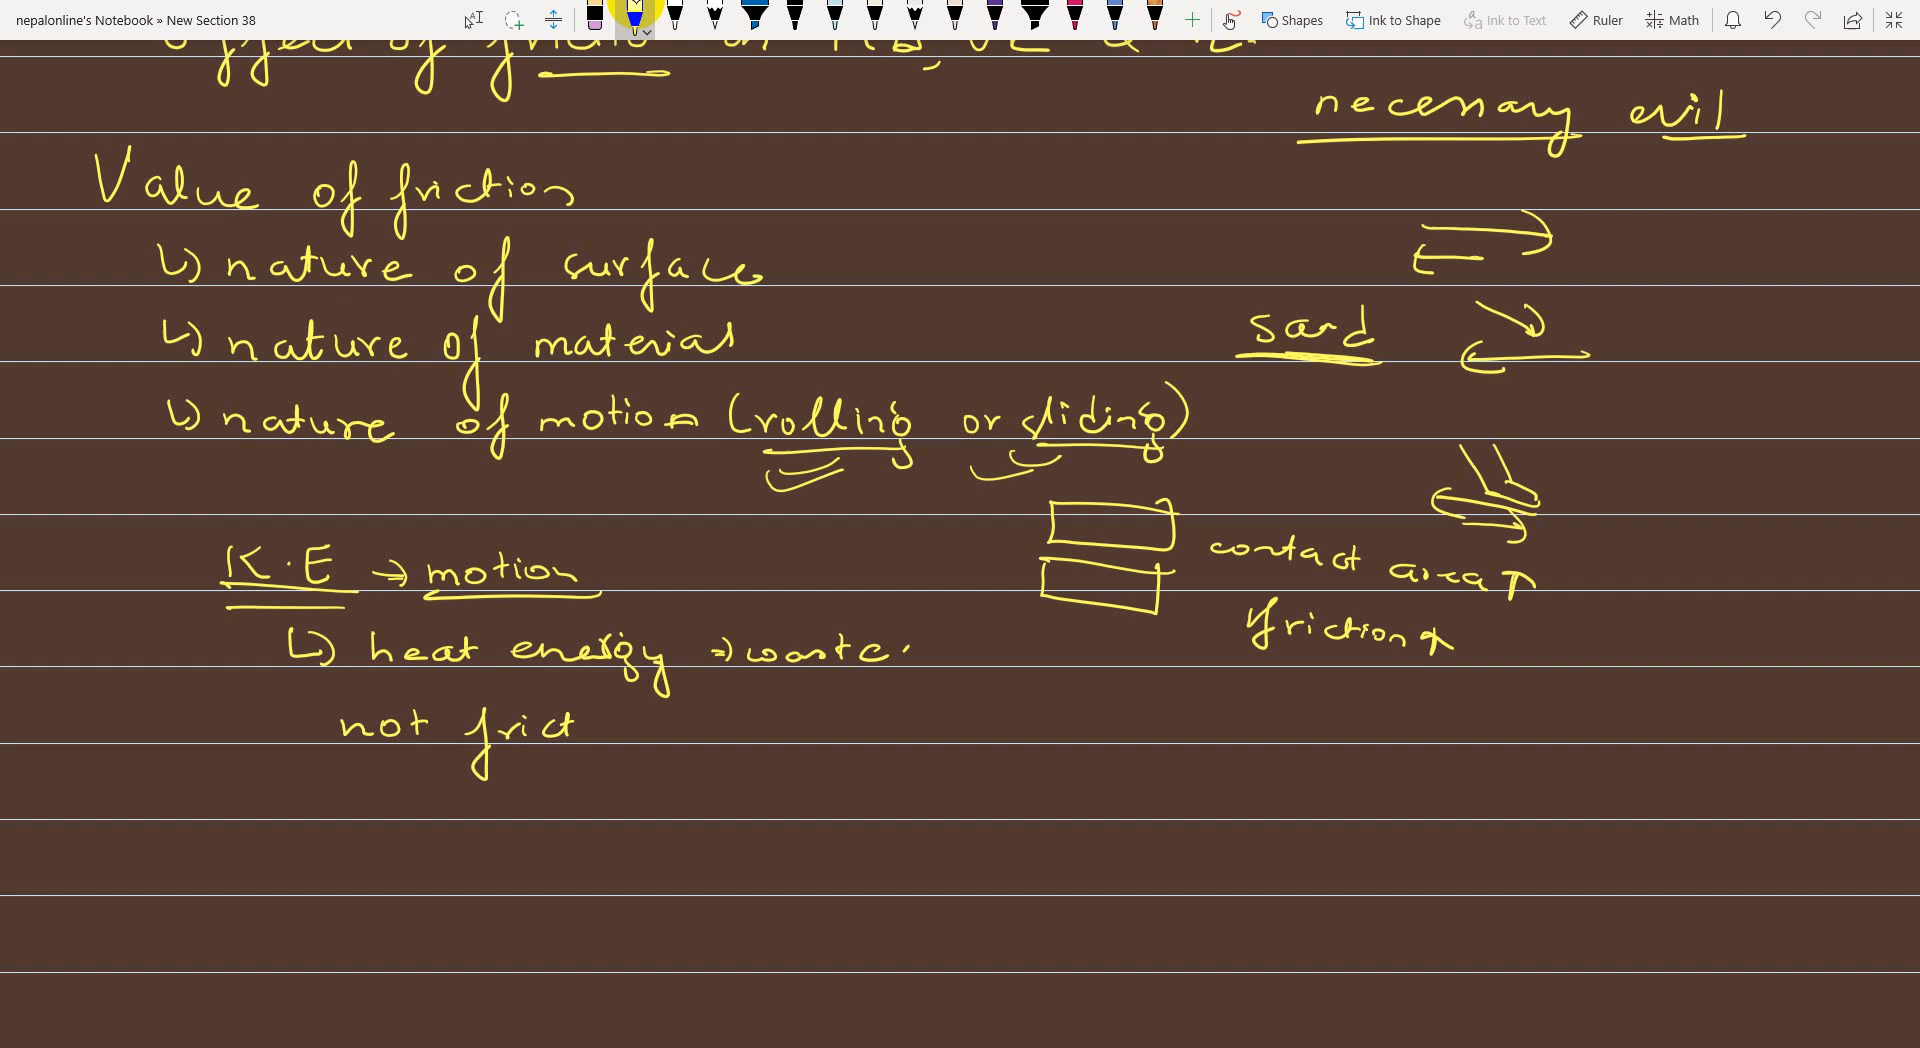 nepalonline's Notebook » New Section 38
Shapes
Ink to Shape
Ink to Text
Ruler
Math
effect of
necessary evil
Value of friction
↳ nature of surface
↳ nature of material
sand
↳ nature of motion (rolling or sliding)
K.E → motion
contact area ↑
friction ↑
↳ heat energy ⇒ waste.
not frict